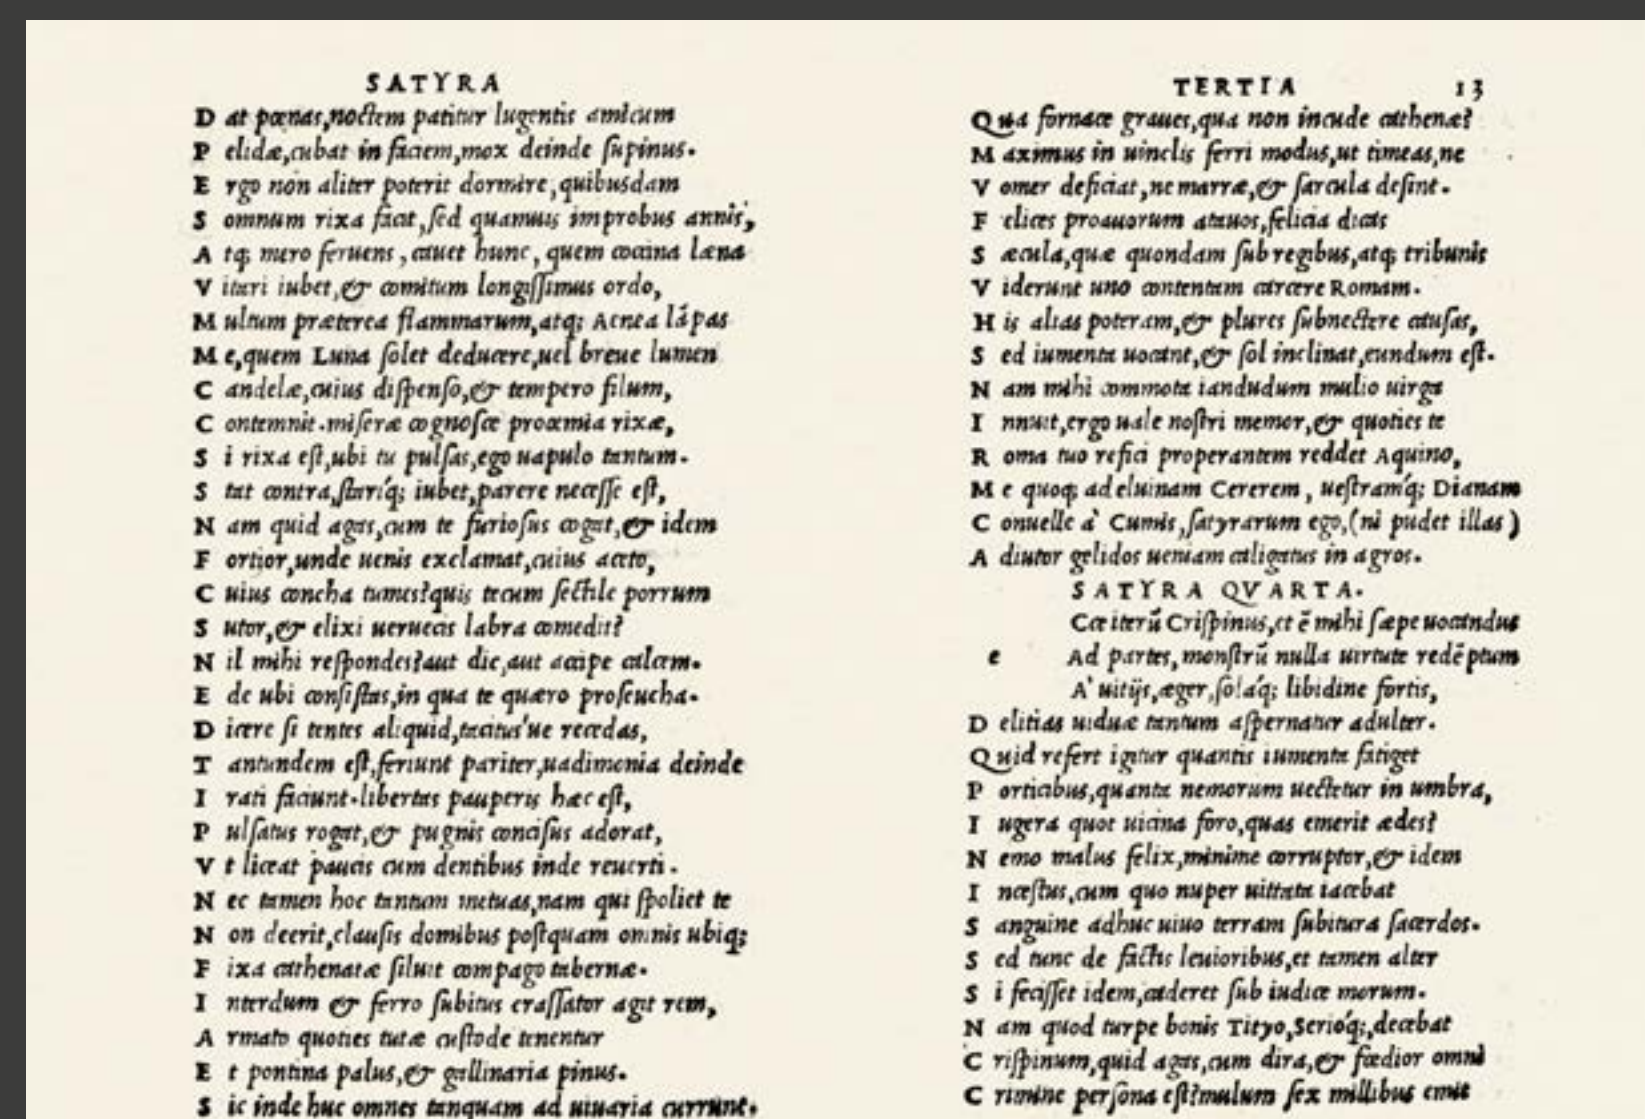 SATYRA
D at pœnas,noctem patitur lugentis amicum
P elidæ,cubat in faciem,mox deinde supinus.
E rgo non aliter poterit dormire,quibusdam
S omnum rixa facit,sed quamuis improbus annis,
A tq; mero feruens,cauet hunc, quem coccina læna
V itari iubet,& comitum longissimus ordo,
M ultum præterea flammarum,atq; Aenea lápas
M e,quem Luna solet deducere,uel breue lumen
C andelæ,cuius dispenso,& tempero filum,
C ontemnit.miseræ cognosce proœmia rixæ,
S i rixa est,ubi tu pulsas,ego uapulo tantum.
S tat contra,staríq; iubet,parere necesse est,
N am quid agas,cum te furiosus cogat,& idem
F ortior,unde uenis exclamat,cuius aceto,
C uius concha tumes?quis tecum sectile porrum
S utor,& elixi ueruecis labra comedit?
N il mihi respondes?aut dic,aut accipe calcem.
E de ubi consistas,in qua te quæro proseucha.
D icere si tentes aliquid,tacitus'ue recedas,
T antundem est,feriunt pariter,uadimonia deinde
I rati faciunt.libertas pauperis hæc est,
P ulsatus rogat,& pugnis concisus adorat,
V t liceat paucis cum dentibus inde reuerti.
N ec tamen hoc tantum metuas,nam qui spoliet te
N on deerit,clausis domibus postquam omnis ubiq;
F ixa cathenatæ siluit compago tabernæ.
I nterdum & ferro subitus crassator agit rem,
A rmato quoties tutæ custode tenentur
E t pontina palus,& gallinaria pinus.
S ic inde huc omnes tanquam ad uiuaria currunt.
TERTIA 13
Qua fornace graues,qua non incude cathenæ?
M aximus in uinclis ferri modus,ut timeas,ne
V omer deficiat,ne marræ,& sarcula desint.
F elices proauorum atauos,felicia dicas
S æcula,quæ quondam sub regibus,atq; tribunis
V iderunt uno contentam carcere Romam.
H is alias poteram,& plures subnectere causas,
S ed iumenta uocant,& sol inclinat,eundum est.
N am mihi commota iandudum mulio uirga
I nnuit,ergo uale nostri memor,& quoties te
R oma tuo refici properantem reddet Aquino,
M e quoq; ad eluinam Cererem, uestramq́; Dianam
C onuelle à Cumis,satyrarum ego,(ni pudet illas)
A diutor gelidos ueniam caligatus in agros.
SATYRA QVARTA.
Cce iterū Crispinus,et ē mihi sæpe uocandus
e Ad partes,monstrū nulla uirtute redēptum
A' uitijs,æger,solaq́; libidine fortis,
D elitias uiduæ tantum aspernatur adulter.
Quid refert igitur quantis iumenta fatiget
P orticibus,quanta nemorum uectetur in umbra,
I ugera quot uicina foro,quas emerit ædes?
N emo malus felix,minime corruptor,& idem
I ncestus,cum quo nuper uittata iacebat
S anguine adhuc uiuo terram subitura sacerdos.
S ed tunc de factis leuioribus,et tamen alter
S i fecisset idem,caderet sub iudice morum.
N am quod turpe bonis Tityo,Serióq;,decebat
C rispinum,quid agas,cum dira,& fœdior omni
C rimine persona est?mulum sex millibus emit